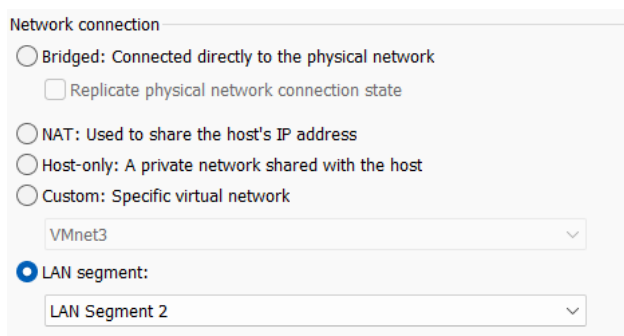 Network connection
Bridged: Connected directly to the physical network
Replicate physical network connection state
NAT: Used to share the host's IP address
Host-only: A private network shared with the host
Custom: Specific virtual network
VMnet3
LAN segment:
LAN Segment 2